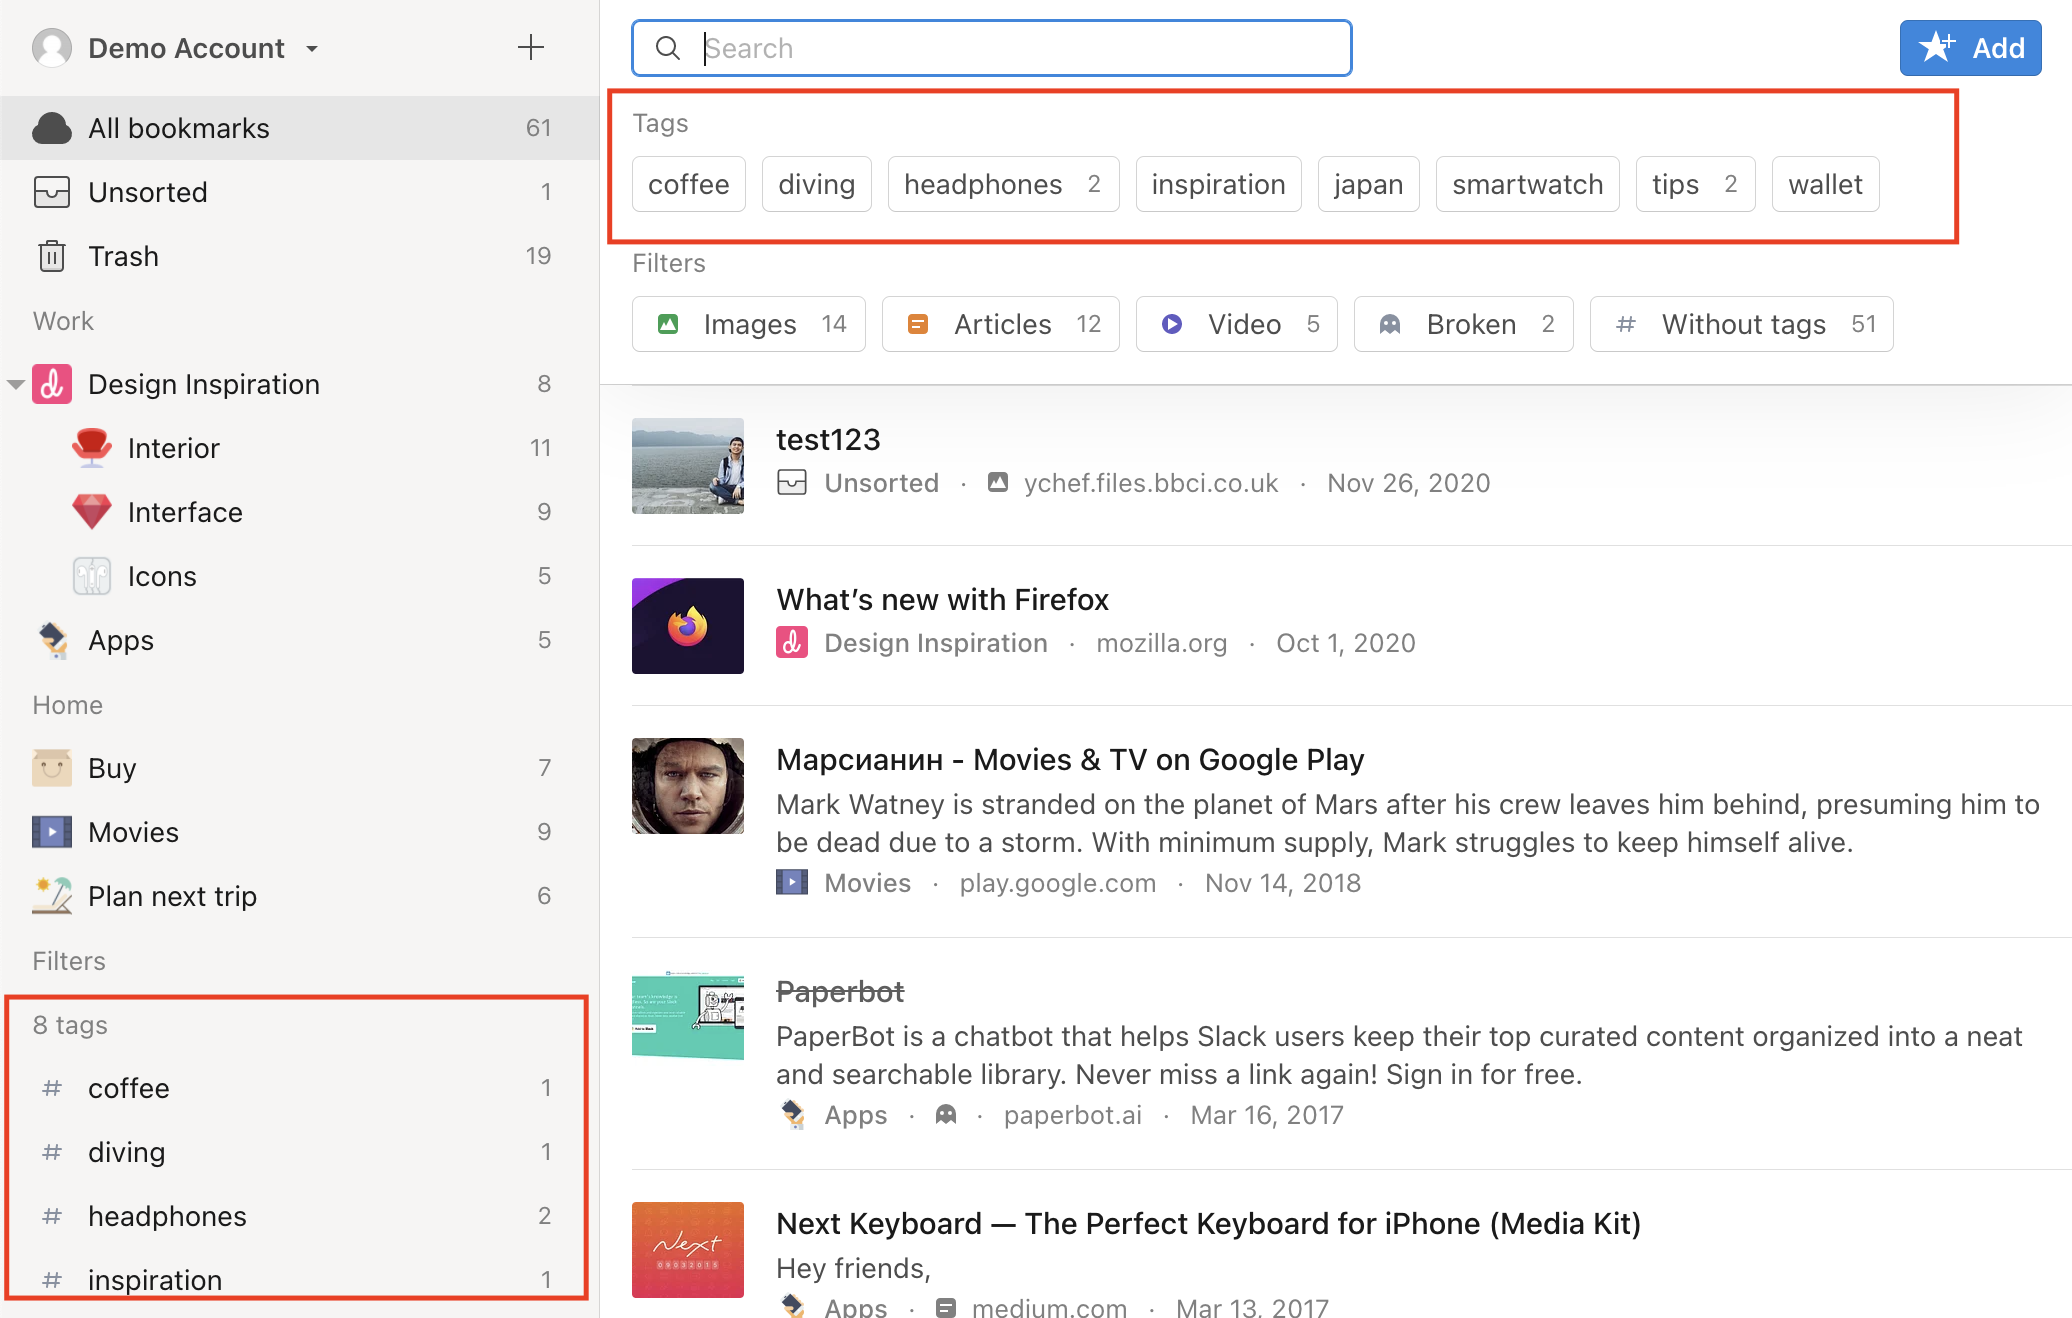 Demo Account
All bookmarks 61
Unsorted 1
Trash 19
Work
Design Inspiration 8
Interior 11
Interface 9
Icons 5
Apps 5
Home
Buy 7
Movies 9
Plan next trip 6
Filters
8 tags
# coffee 1
# diving 1
# headphones 2
# inspiration 1
Search
Add
Tags
coffee diving headphones 2 inspiration japan smartwatch tips 2 wallet
Filters
Images 14 Articles 12 Video 5 Broken 2 # Without tags 51
test123
Unsorted · ychef.files.bbci.co.uk · Nov 26, 2020
What’s new with Firefox
Design Inspiration · mozilla.org · Oct 1, 2020
Марсианин - Movies & TV on Google Play
Mark Watney is stranded on the planet of Mars after his crew leaves him behind, presuming him to
be dead due to a storm. With minimum supply, Mark struggles to keep himself alive.
Movies · play.google.com · Nov 14, 2018
Paperbot
PaperBot is a chatbot that helps Slack users keep their top curated content organized into a neat
and searchable library. Never miss a link again! Sign in for free.
Apps · · paperbot.ai · Mar 16, 2017
Next
Next Keyboard — The Perfect Keyboard for iPhone (Media Kit)
Hey friends,
Apps · medium.com · Mar 13, 2017